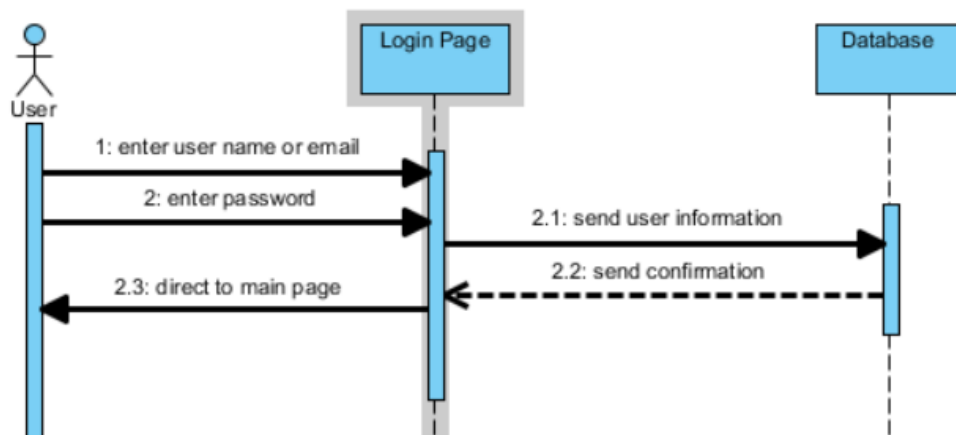 Login Page
Database
User
1: enter user name or email
2: enter password
2.1: send user information
2.2: send confirmation
2.3: direct to main page